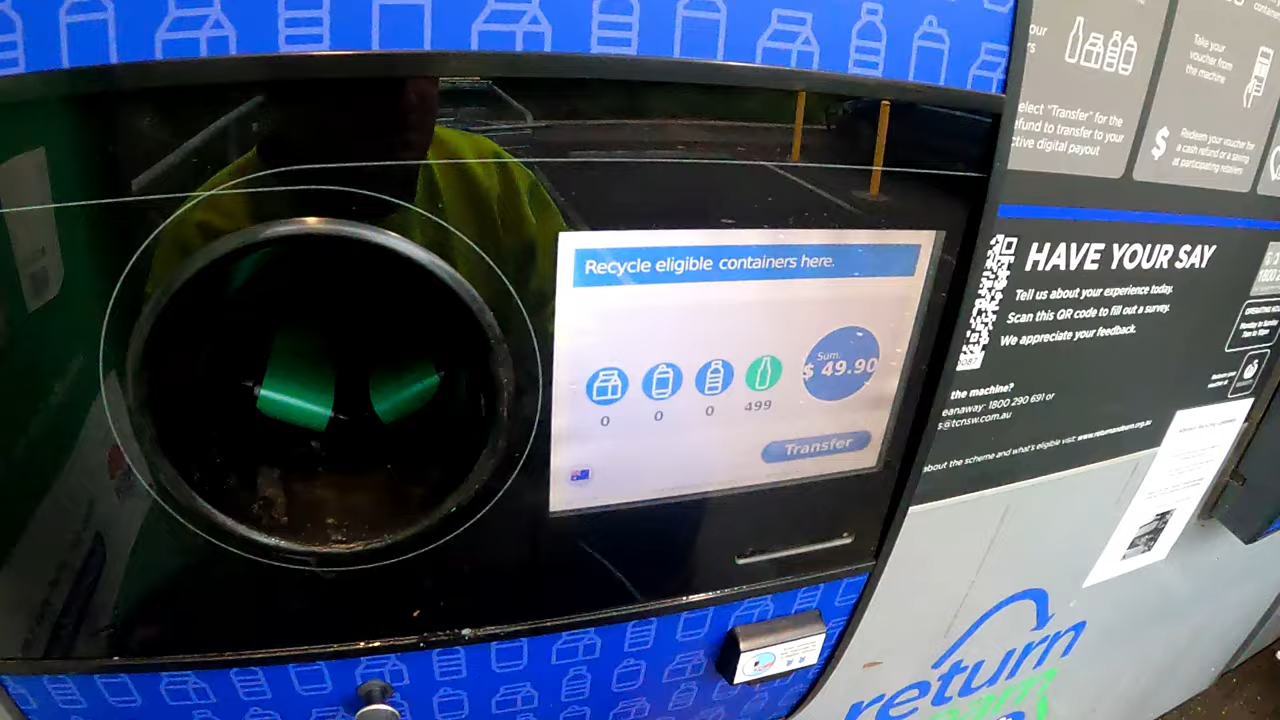 Recycle eligible containers here.
0
0
0
499
Sum:
$ 49.90
Transfer
"Transfer" for the
to transfer to your
digital payout
Take your
voucher from
the machine
$
Redeem your voucher for
a cash refund or a saving
at participating retailers
HAVE YOUR SAY
Tell us about your experience today.
Scan this QR code to fill out a survey.
We appreciate your feedback.
the machine?
1800 290 691 or
@tcnsw.com.au
about the scheme and what's eligible visit www.returnandearn.org.au
return
earn